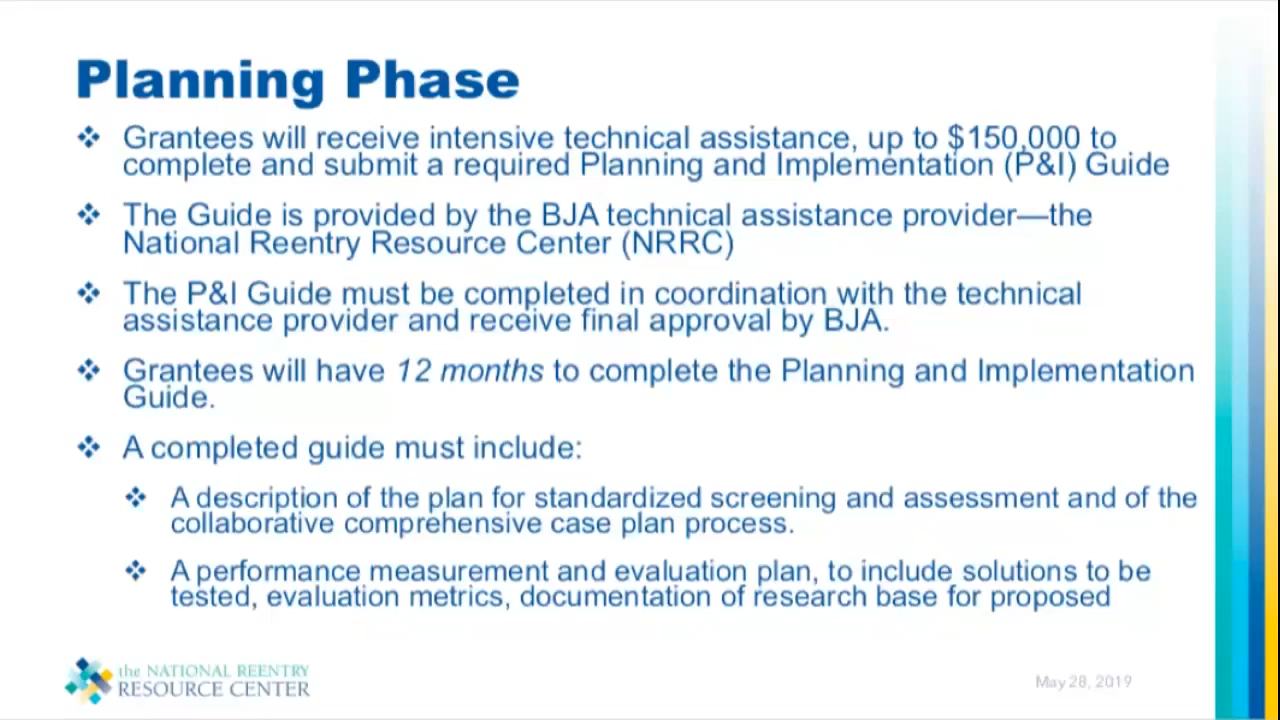 Planning Phase
Grantees will receive intensive technical assistance, up to $150,000 to
complete and submit a required Planning and Implementation (P&I) Guide
The Guide is provided by the BJA technical assistance provider—the
National Reentry Resource Center (NRRC)
The P&I Guide must be completed in coordination with the technical
assistance provider and receive final approval by BJA.
Grantees will have 12 months to complete the Planning and Implementation
Guide.
A completed guide must include:
A description of the plan for standardized screening and assessment and of the
collaborative comprehensive case plan process.
A performance measurement and evaluation plan, to include solutions to be
tested, evaluation metrics, documentation of research base for proposed
the NATIONAL REENTRY
RESOURCE CENTER
May 28, 2019